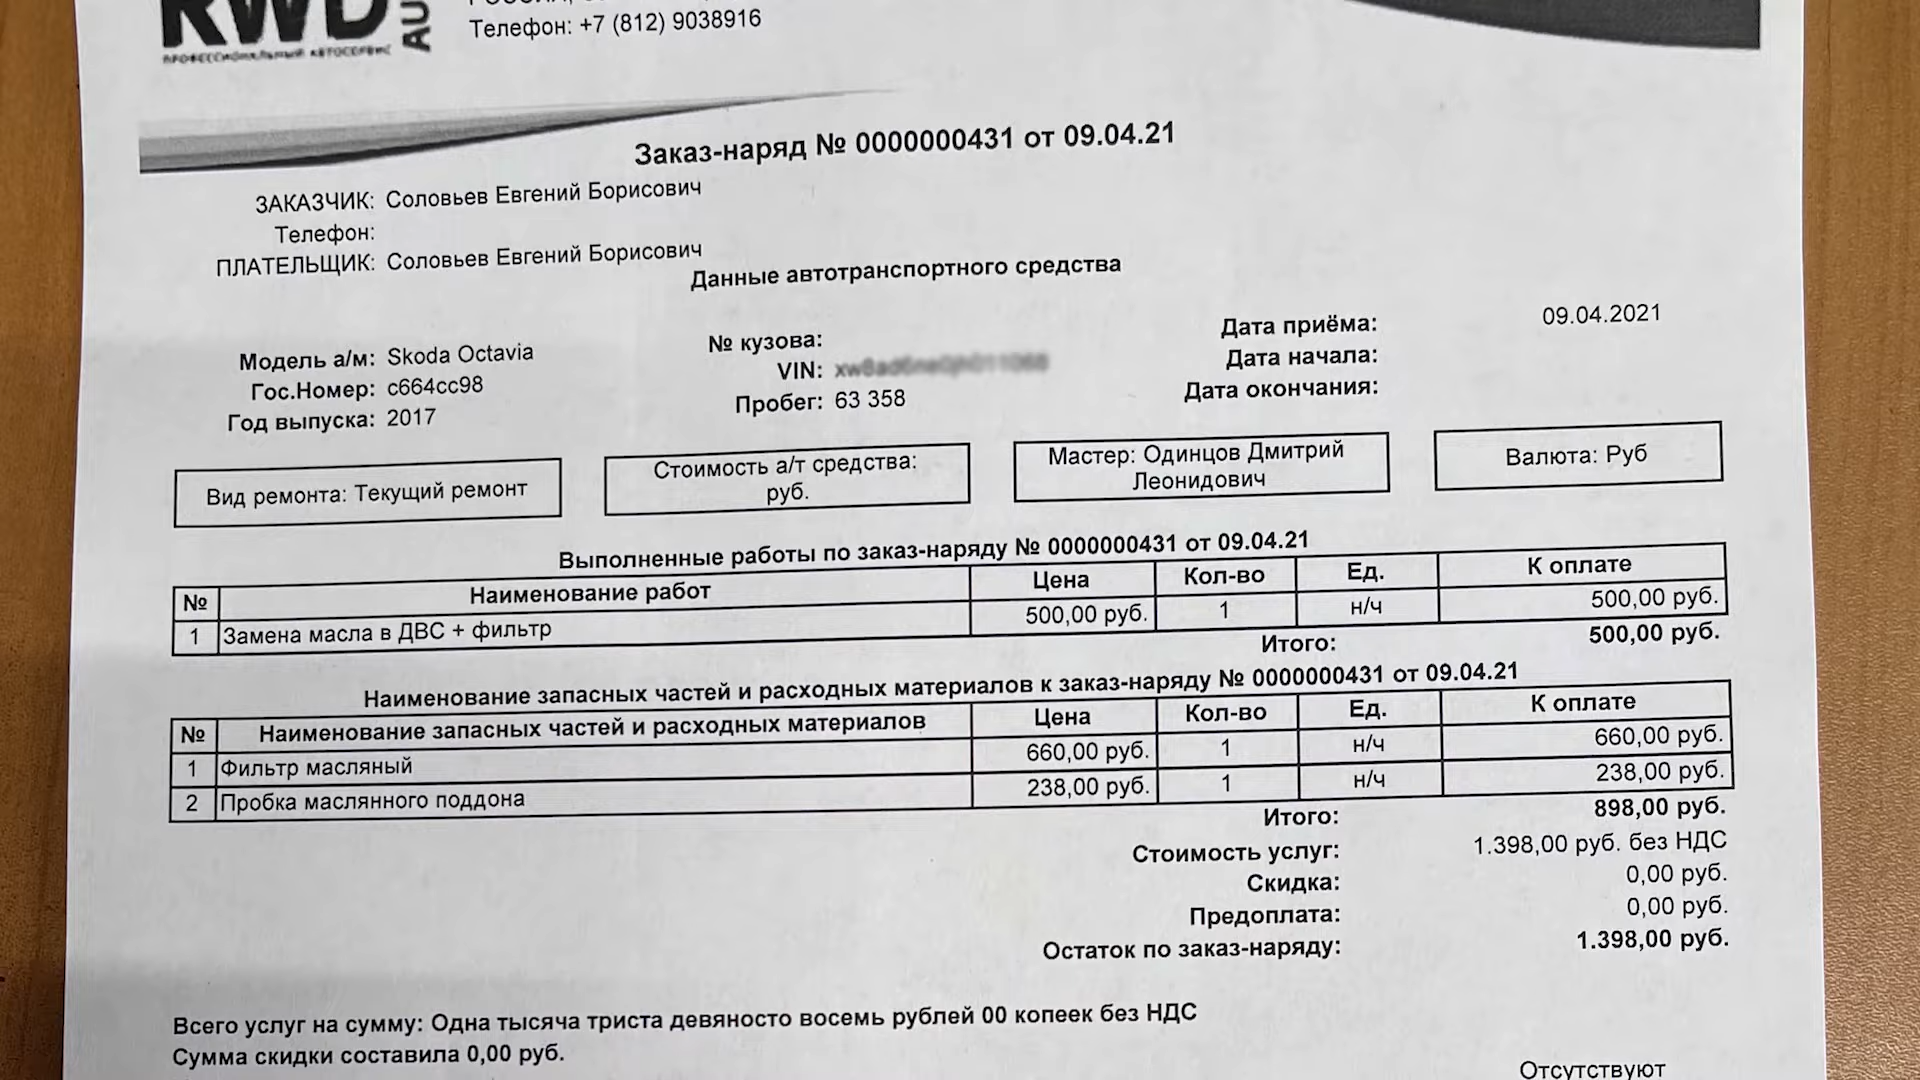 RWD AU
ПРОФЕССИОНАЛЬНЫЙ АВТОСЕРВИС
Телефон: +7 (812) 9038916
Заказ-наряд № 0000000431 от 09.04.21
ЗАКАЗЧИК: Соловьев Евгений Борисович
Телефон:
ПЛАТЕЛЬЩИК: Соловьев Евгений Борисович
Данные автотранспортного средства
Модель а/м: Skoda Octavia
Гос.Номер: с664сс98
Год выпуска: 2017
№ кузова:
VIN:
Пробег: 63 358
Дата приёма: 09.04.2021
Дата начала:
Дата окончания:
Вид ремонта: Текущий ремонт
Стоимость а/т средства:
руб.
Мастер: Одинцов Дмитрий
Леонидович
Валюта: Руб
Выполненные работы по заказ-наряду № 0000000431 от 09.04.21
№ Наименование работ Цена Кол-во Ед. К оплате
1 Замена масла в ДВС + фильтр 500,00 руб. 1 н/ч 500,00 руб.
Итого: 500,00 руб.
Наименование запасных частей и расходных материалов к заказ-наряду № 0000000431 от 09.04.21
№ Наименование запасных частей и расходных материалов Цена Кол-во Ед. К оплате
1 Фильтр масляный 660,00 руб. 1 н/ч 660,00 руб.
2 Пробка маслянного поддона 238,00 руб. 1 н/ч 238,00 руб.
Итого: 898,00 руб.
Стоимость услуг: 1.398,00 руб. без НДС
Скидка: 0,00 руб.
Предоплата: 0,00 руб.
Остаток по заказ-наряду: 1.398,00 руб.
Всего услуг на сумму: Одна тысяча триста девяносто восемь рублей 00 копеек без НДС
Сумма скидки составила 0,00 руб.
Отсутствуют